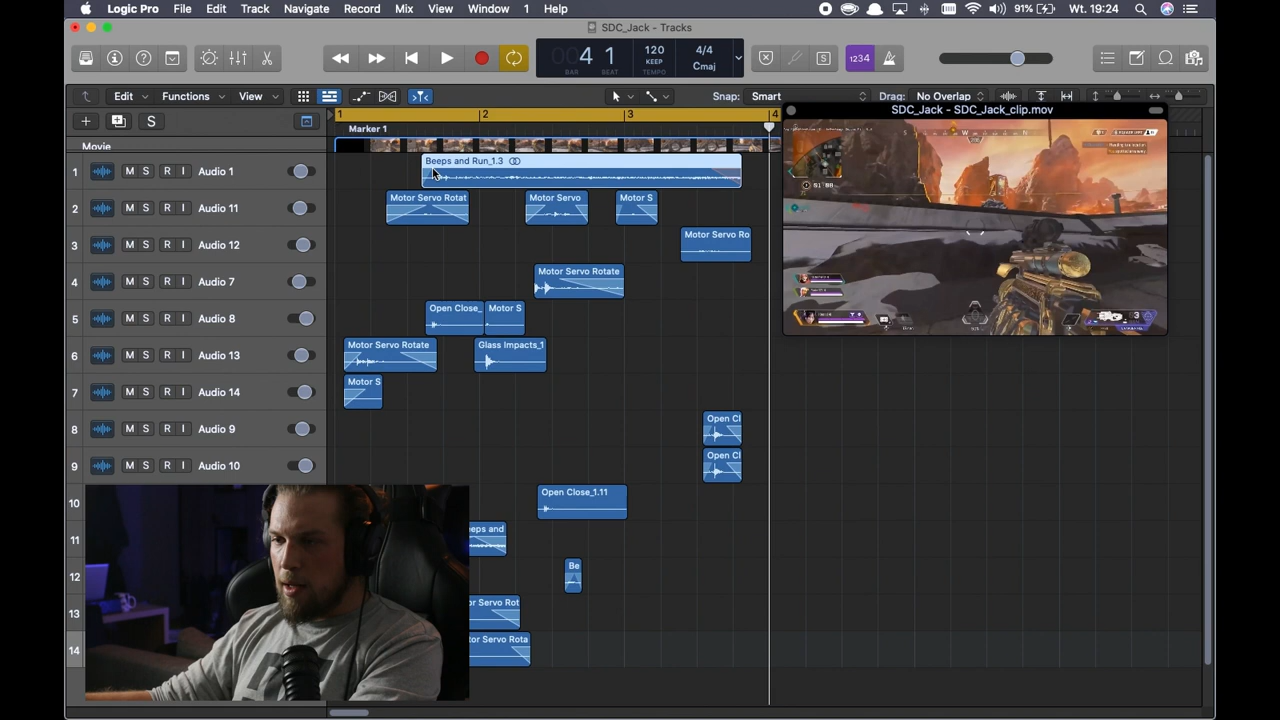 Logic Pro File Edit Track Navigate Record Mix View Window 1 Help 91% Wt. 19:24
SDC_Jack - Tracks
004 1 120 4/4
KEEP Cmaj
BAR BEAT TEMPO
1234
Edit Functions View Snap: Smart Drag: No Overlap
S 1 2 3 4
SDC_Jack - SDC_Jack_clip.mov
Marker 1
Movie
1 M S R I Audio 1 Beeps and Run_1.3
2 M S R I Audio 11 Motor Servo Rotat Motor Servo Motor S
3 M S R I Audio 12 Motor Servo Ro
4 M S R I Audio 7 Motor Servo Rotate
5 M S R I Audio 8 Open Close_ Motor S
6 M S R I Audio 13 Motor Servo Rotate Glass Impacts_1
7 M S R I Audio 14 Motor S
8 M S R I Audio 9 Open Cl
9 M S R I Audio 10 Open Cl
10 Open Close_1.11
11 eeps and
12 Be
13 or Servo Rot
14 tor Servo Rota